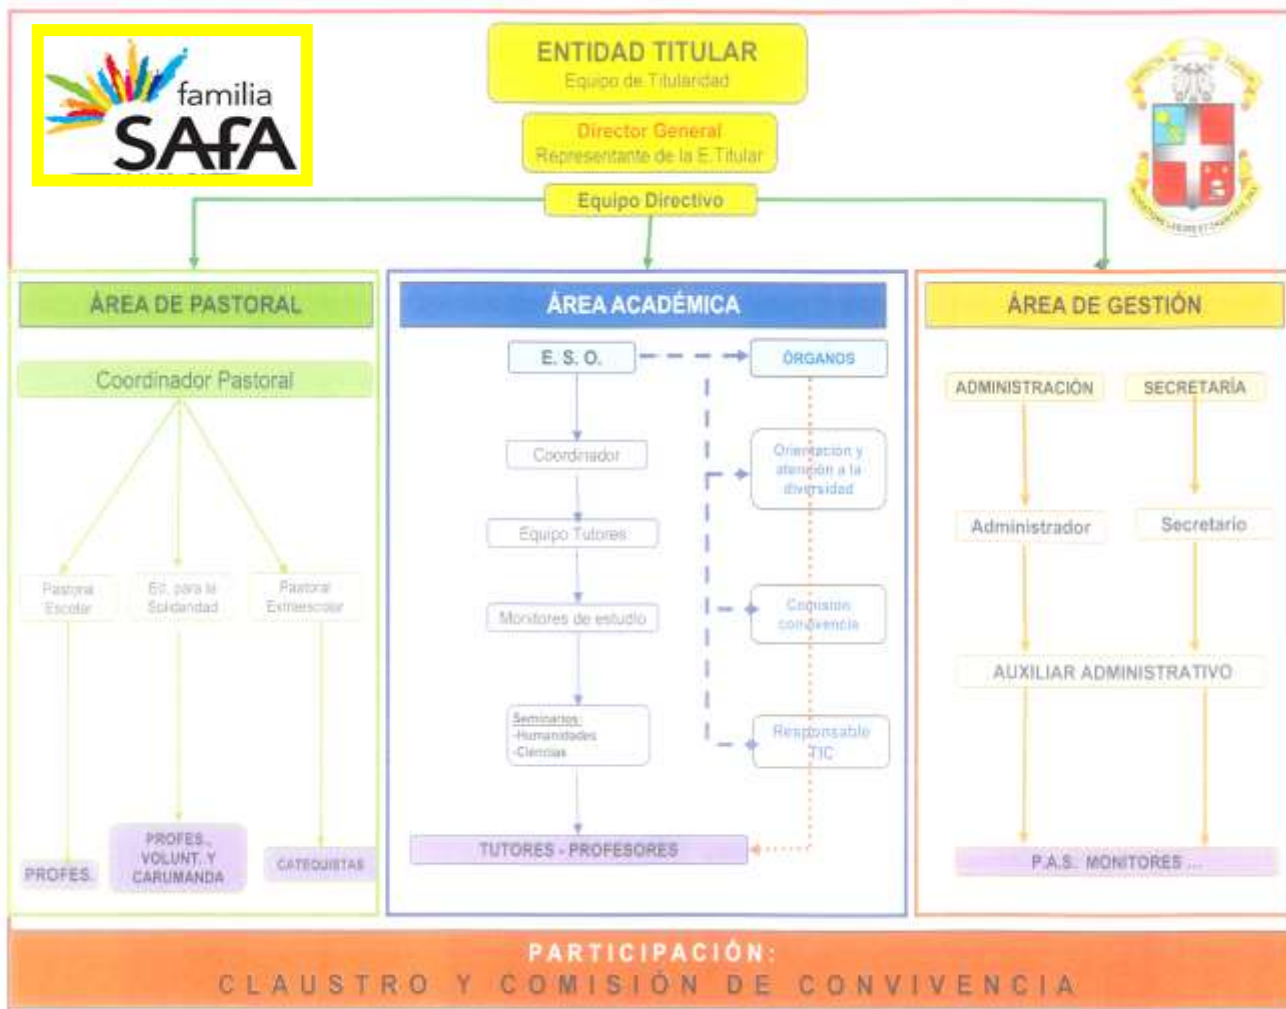 familia
SAFA
ENTIDAD TITULAR
Equipo de Titularidad
Director General
Representante de la E.Titular
Equipo Directivo
ÁREA DE PASTORAL
Coordinador Pastoral
Pastoral
Escolar
Ed. para la
Solidaridad
Pastoral
Extraescolar
PROFES.
PROFES.,
VOLUNT. Y
CARUMANDA
CATEQUISTAS
ÁREA ACADÉMICA
E. S. O.
ÓRGANOS
Coordinador
Orientación y
atención a la
diversidad
Equipo Tutores
Monitores de estudio
Comisión
convivencia
Seminarios:
-Humanidades
-Ciencias
Responsable
TIC
TUTORES - PROFESORES
ÁREA DE GESTIÓN
ADMINISTRACIÓN
SECRETARÍA
Administrador
Secretario
AUXILIAR ADMINISTRATIVO
P.A.S. MONITORES ...
PARTICIPACIÓN:
CLAUSTRO Y COMISIÓN DE CONVIVENCIA